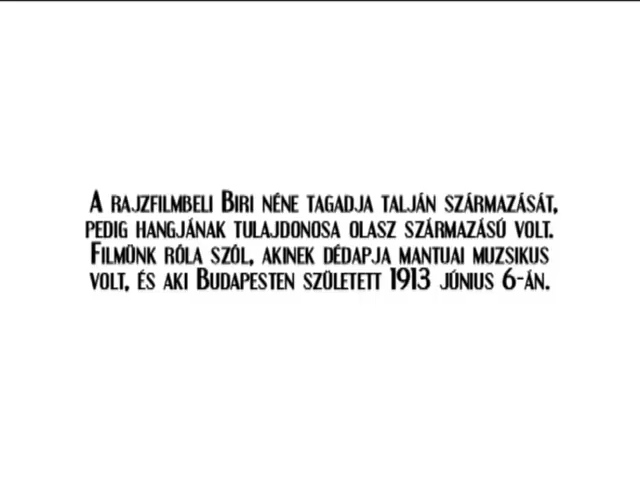 A rajzfilmbeli Biri néne tagadja talján származását,
pedig hangjának tulajdonosa olasz származású volt.
Filmünk róla szól, akinek dédapja mantuai muzsikus
volt, és aki Budapesten született 1913 június 6-án.